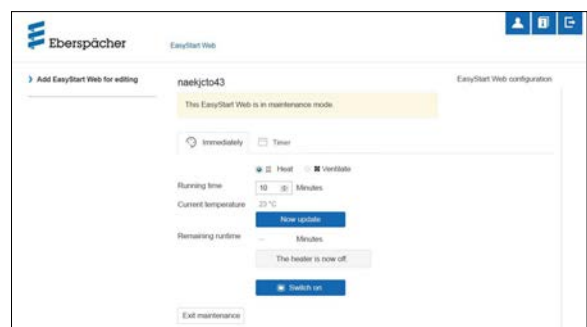 Eberspächer
EasyStart Web
Add EasyStart Web for editing
naekjcto43
EasyStart Web configuration
This EasyStart Web is in maintenance mode.
Immediately
Timer
Heat
Ventilate
Running time
10
Minutes
Current temperature
23 °C
Now update
Remaining runtime
--
Minutes
The heater is now off.
Switch on
Exit maintenance